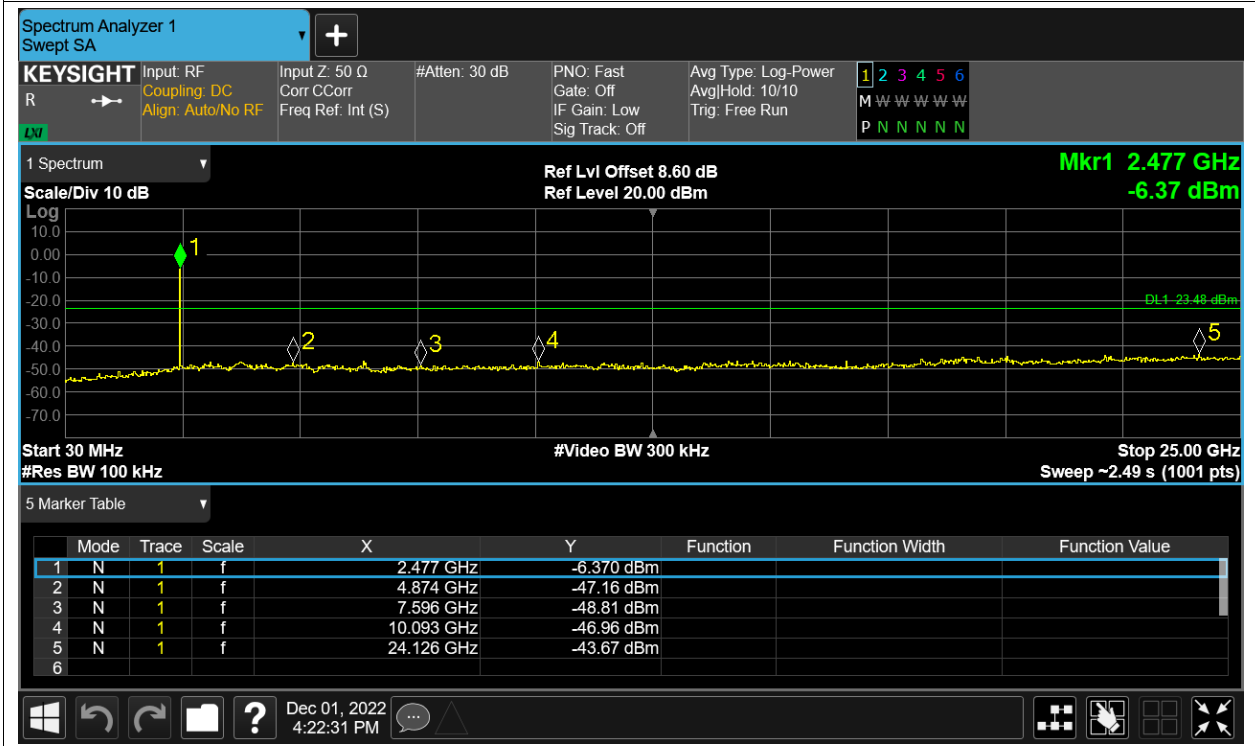 Spectrum Analyzer 1
Swept SA
+
KEYSIGHT
R
LXI
Input: RF
Coupling: DC
Align: Auto/No RF
Input Z: 50 Ω
Corr CCorr
Freq Ref: Int (S)
#Atten: 30 dB
PNO: Fast
Gate: Off
IF Gain: Low
Sig Track: Off
Avg Type: Log-Power
Avg|Hold: 10/10
Trig: Free Run
1 2 3 4 5 6
M W W W W W
P N N N N N
1 Spectrum
Scale/Div 10 dB
Ref Lvl Offset 8.60 dB
Ref Level 20.00 dBm
Mkr1 2.477 GHz
-6.37 dBm
Log
10.0
0.00
-10.0
-20.0
-30.0
-40.0
-50.0
-60.0
-70.0
1
2
3
4
5
DL1 -23.48 dBm
Start 30 MHz
#Video BW 300 kHz
Stop 25.00 GHz
#Res BW 100 kHz
Sweep ~2.49 s (1001 pts)
5 Marker Table
Mode Trace Scale X Y Function Function Width Function Value
1 N 1 f 2.477 GHz -6.370 dBm
2 N 1 f 4.874 GHz -47.16 dBm
3 N 1 f 7.596 GHz -48.81 dBm
4 N 1 f 10.093 GHz -46.96 dBm
5 N 1 f 24.126 GHz -43.67 dBm
6
?
Dec 01, 2022
4:22:31 PM